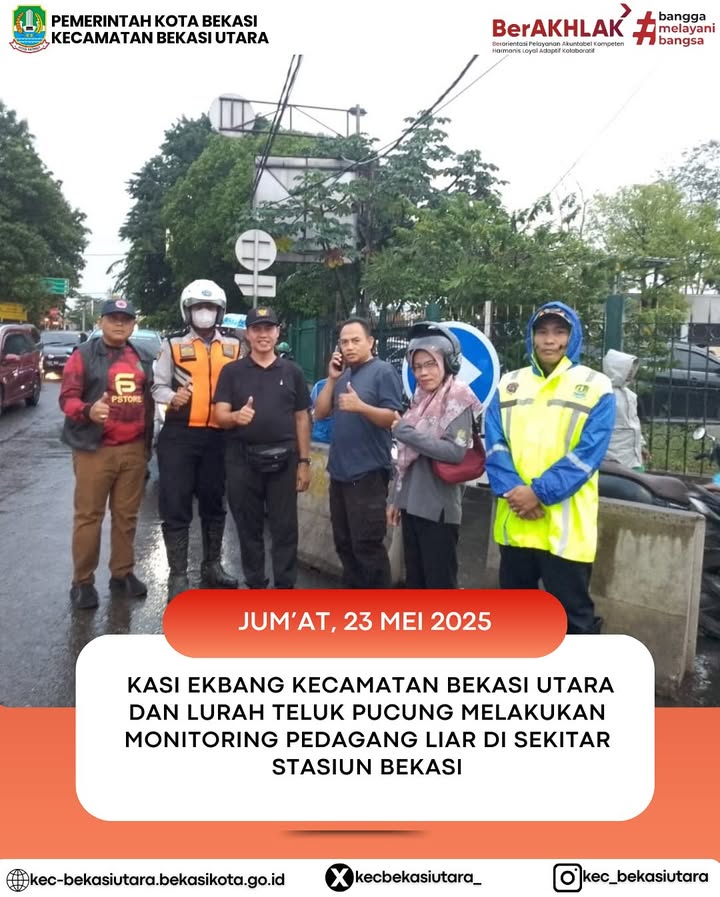 PEMERINTAH KOTA BEKASI
KECAMATAN BEKASI UTARA
BerAKHLAK
Berorientasi Pelayanan Akuntabel Kompeten
Harmonis Loyal Adaptif Kolaboratif
#bangga
melayani
bangsa
PSTORE
JUM'AT, 23 MEI 2025
KASI EKBANG KECAMATAN BEKASI UTARA
DAN LURAH TELUK PUCUNG MELAKUKAN
MONITORING PEDAGANG LIAR DI SEKITAR
STASIUN BEKASI
kec-bekasiutara.bekasikota.go.id
kecbekasiutara_
kec_bekasiutara